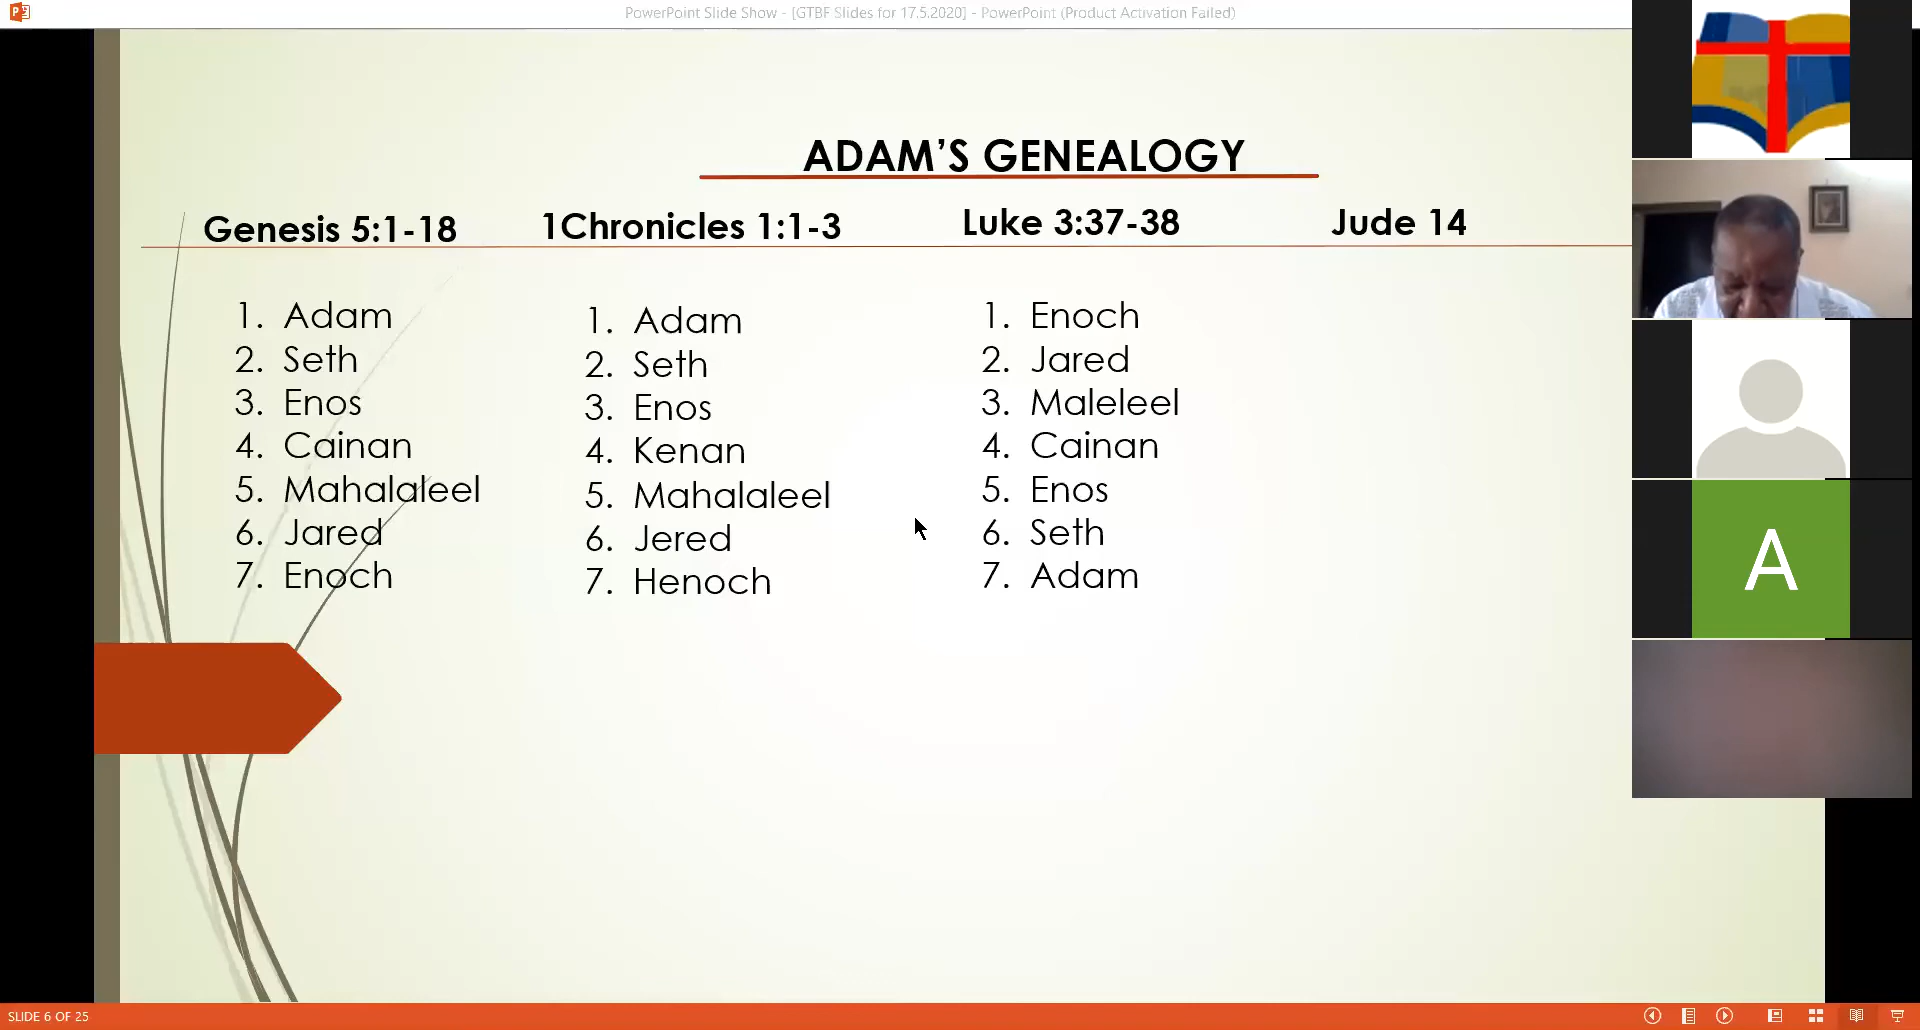 PowerPoint Slide Show - [GTBF Slides for 17.5.2020] - PowerPoint (Product Activation Failed)
ADAM’S GENEALOGY
Genesis 5:1-18
1. Adam
2. Seth
3. Enos
4. Cainan
5. Mahalaleel
6. Jared
7. Enoch
1Chronicles 1:1-3
1. Adam
2. Seth
3. Enos
4. Kenan
5. Mahalaleel
6. Jered
7. Henoch
Luke 3:37-38
1. Enoch
2. Jared
3. Maleleel
4. Cainan
5. Enos
6. Seth
7. Adam
Jude 14
A
SLIDE 6 OF 25